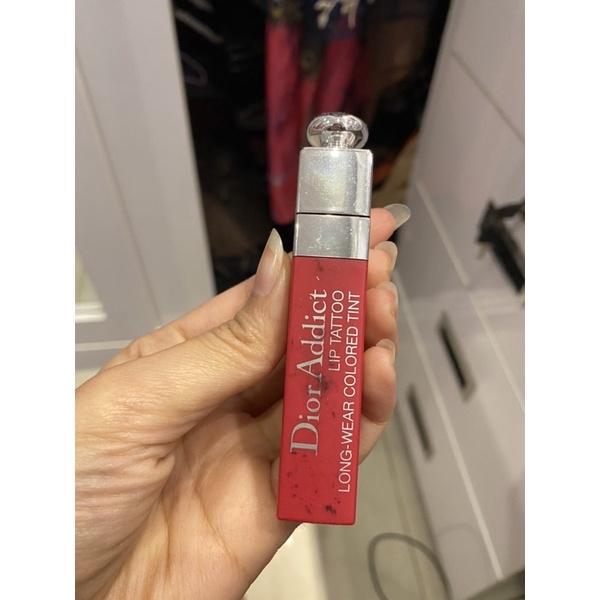 Dior Addict
LIP TATTOO
LONG-WEAR COLORED TINT